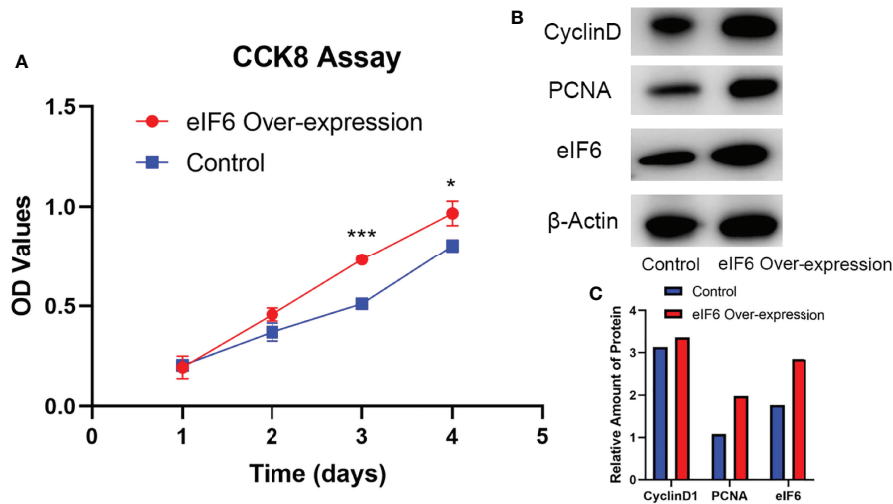 A
CCK8 Assay
1.5
1.0
0.5
0.0
OD Values
eIF6 Over-expression
Control
***
*
0 1 2 3 4 5
Time (days)
B
CyclinD
PCNA
eIF6
β-Actin
Control eIF6 Over-expression
C
Control
eIF6 Over-expression
Relative Amount of Protein
4
3
2
1
0
CyclinD1 PCNA eIF6